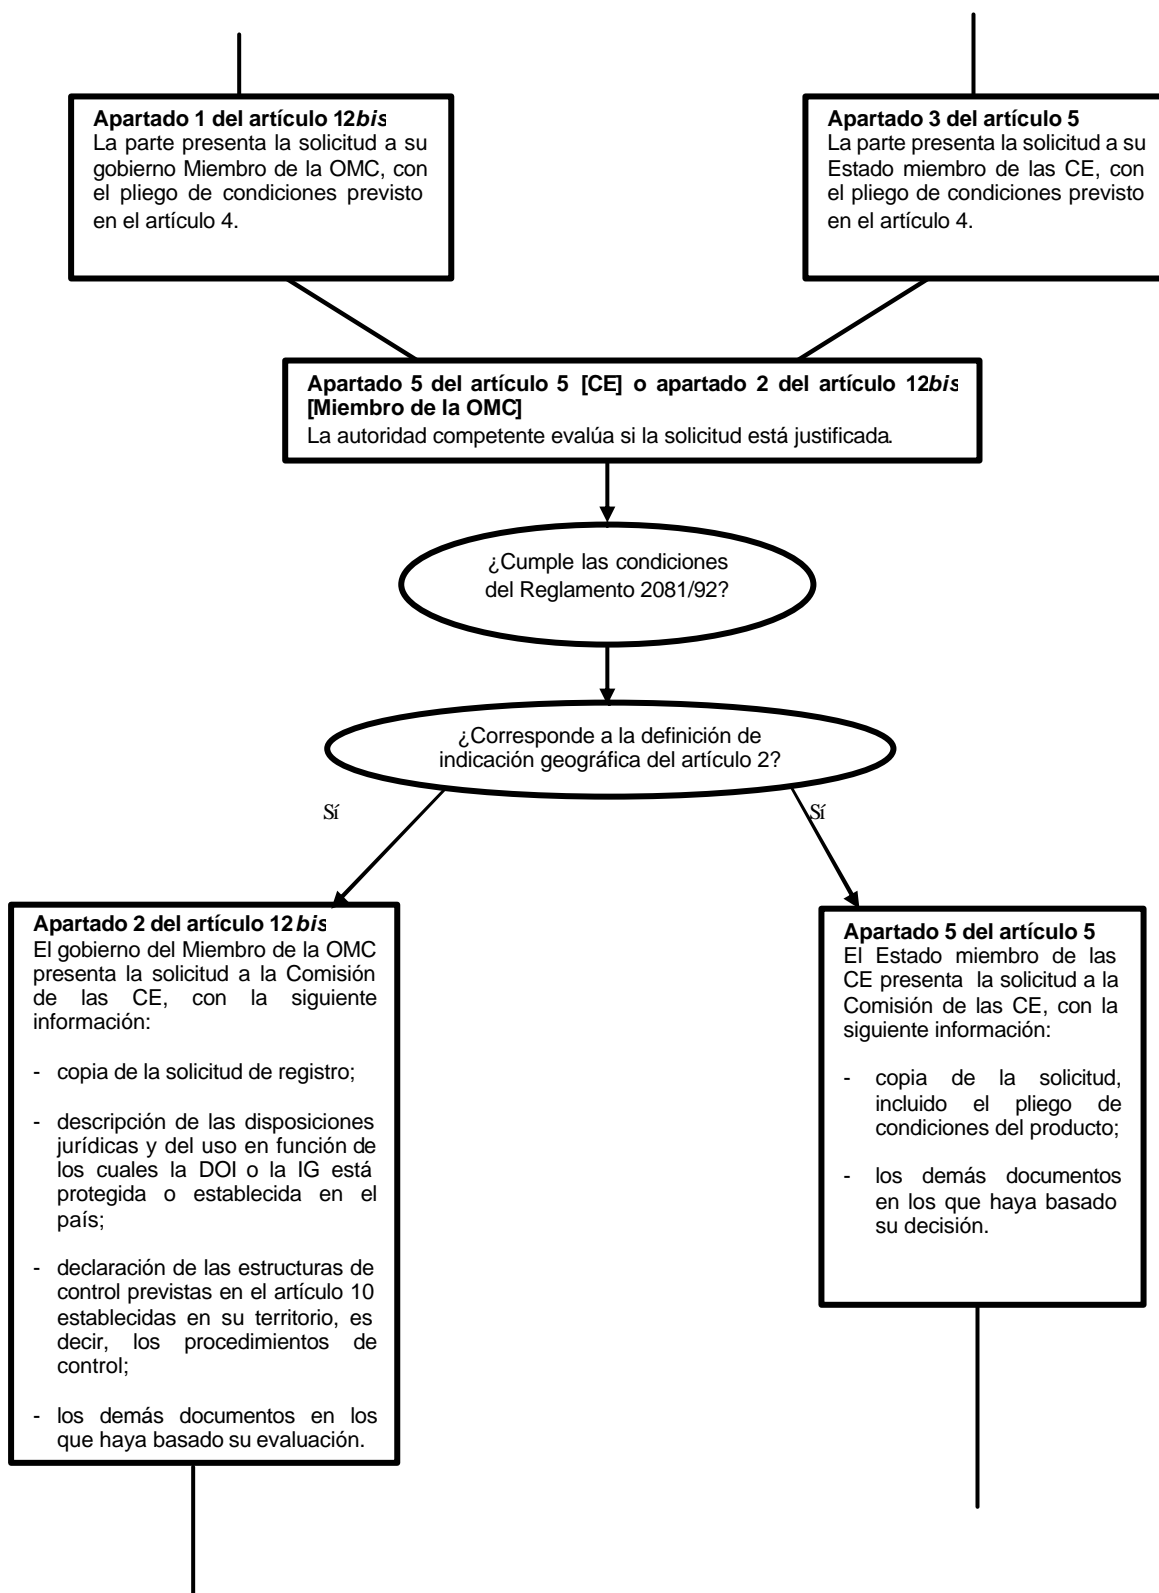 Apartado 1 del artículo 12bis
La parte presenta la solicitud a su
gobierno Miembro de la OMC, con
el pliego de condiciones previsto
en el artículo 4.
Apartado 3 del artículo 5
La parte presenta la solicitud a su
Estado miembro de las CE, con
el pliego de condiciones previsto
en el artículo 4.
Apartado 5 del artículo 5 [CE] o apartado 2 del artículo 12bis
[Miembro de la OMC]
La autoridad competente evalúa si la solicitud está justificada.
¿Cumple las condiciones
del Reglamento 2081/92?
¿Corresponde a la definición de
indicación geográfica del artículo 2?
Sí
Sí
Apartado 2 del artículo 12bis
El gobierno del Miembro de la OMC
presenta la solicitud a la Comisión
de las CE, con la siguiente
información:
- copia de la solicitud de registro;
- descripción de las disposiciones
jurídicas y del uso en función de
los cuales la DOI o la IG está
protegida o establecida en el
país;
- declaración de las estructuras de
control previstas en el artículo 10
establecidas en su territorio, es
decir, los procedimientos de
control;
- los demás documentos en los
que haya basado su evaluación.
Apartado 5 del artículo 5
El Estado miembro de las
CE presenta la solicitud a la
Comisión de las CE, con la
siguiente información:
- copia de la solicitud,
incluido el pliego de
condiciones del producto;
- los demás documentos
en los que haya basado
su decisión.